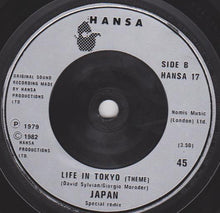 HANSA
ORIGINAL SOUND
RECORDING MADE
BY HANSA
PRODUCTIONS
LTD.
SIDE B
HANSA 17
Nomis Music
(London) Ltd.
(3.50)
℗ 1979
© 1982
HANSA
PRODUCTIONS
LTD
45
LIFE IN TOKYO (THEME)
(David Sylvian/Giorgio Moroder)
JAPAN
Special remix